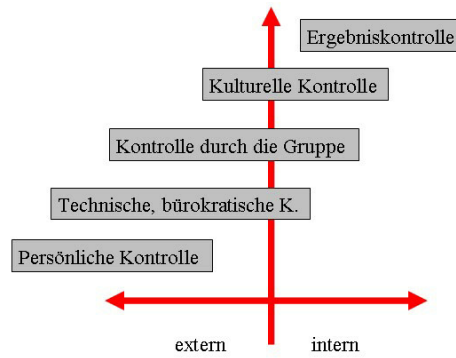 Ergebniskontrolle
Kulturelle Kontrolle
Kontrolle durch die Gruppe
Technische, bürokratische K.
Persönliche Kontrolle
extern intern